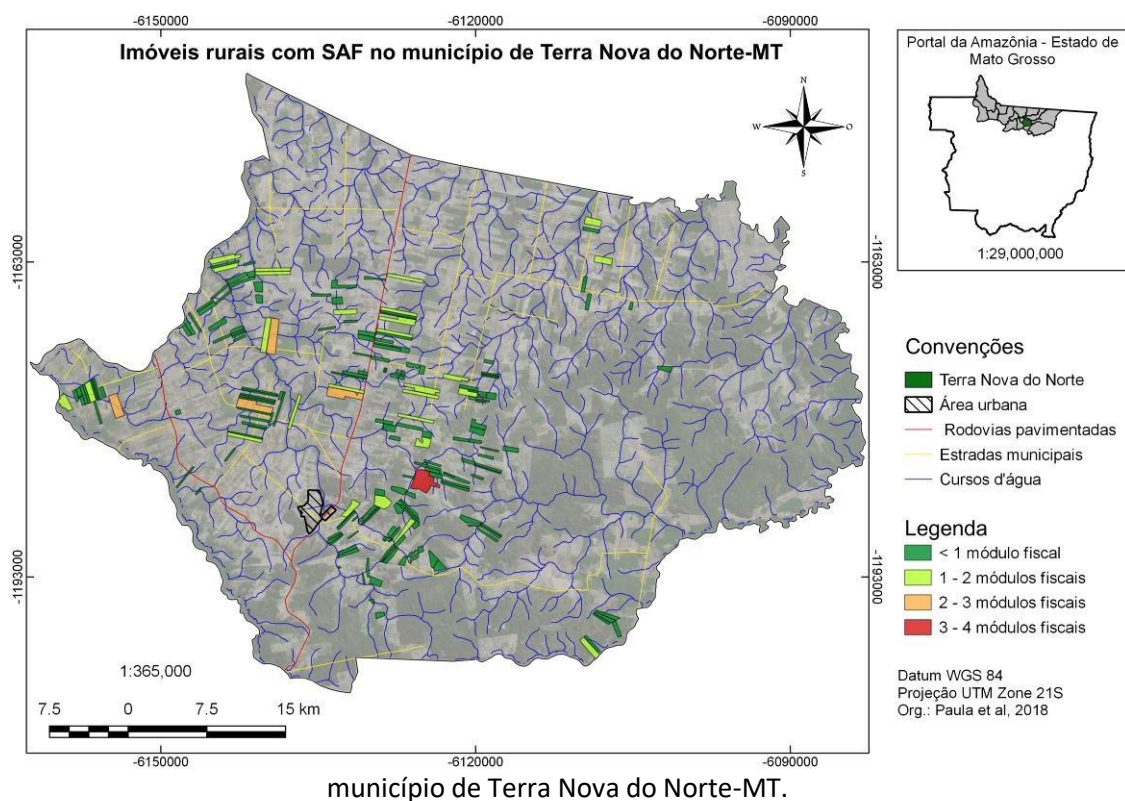 -6150000
-6120000
-6090000
Imóveis rurais com SAF no município de Terra Nova do Norte-MT
N
W
O
S
-1163000
-1163000
-1193000
-1193000
1:365,000
7.5 0 7.5 15 km
-6150000
-6120000
-6090000
Portal da Amazônia - Estado de
Mato Grosso
1:29,000,000
Convenções
Terra Nova do Norte
Área urbana
Rodovias pavimentadas
Estradas municipais
Cursos d'água
Legenda
< 1 módulo fiscal
1 - 2 módulos fiscais
2 - 3 módulos fiscais
3 - 4 módulos fiscais
Datum WGS 84
Projeção UTM Zone 21S
Org.: Paula et al, 2018
município de Terra Nova do Norte-MT.